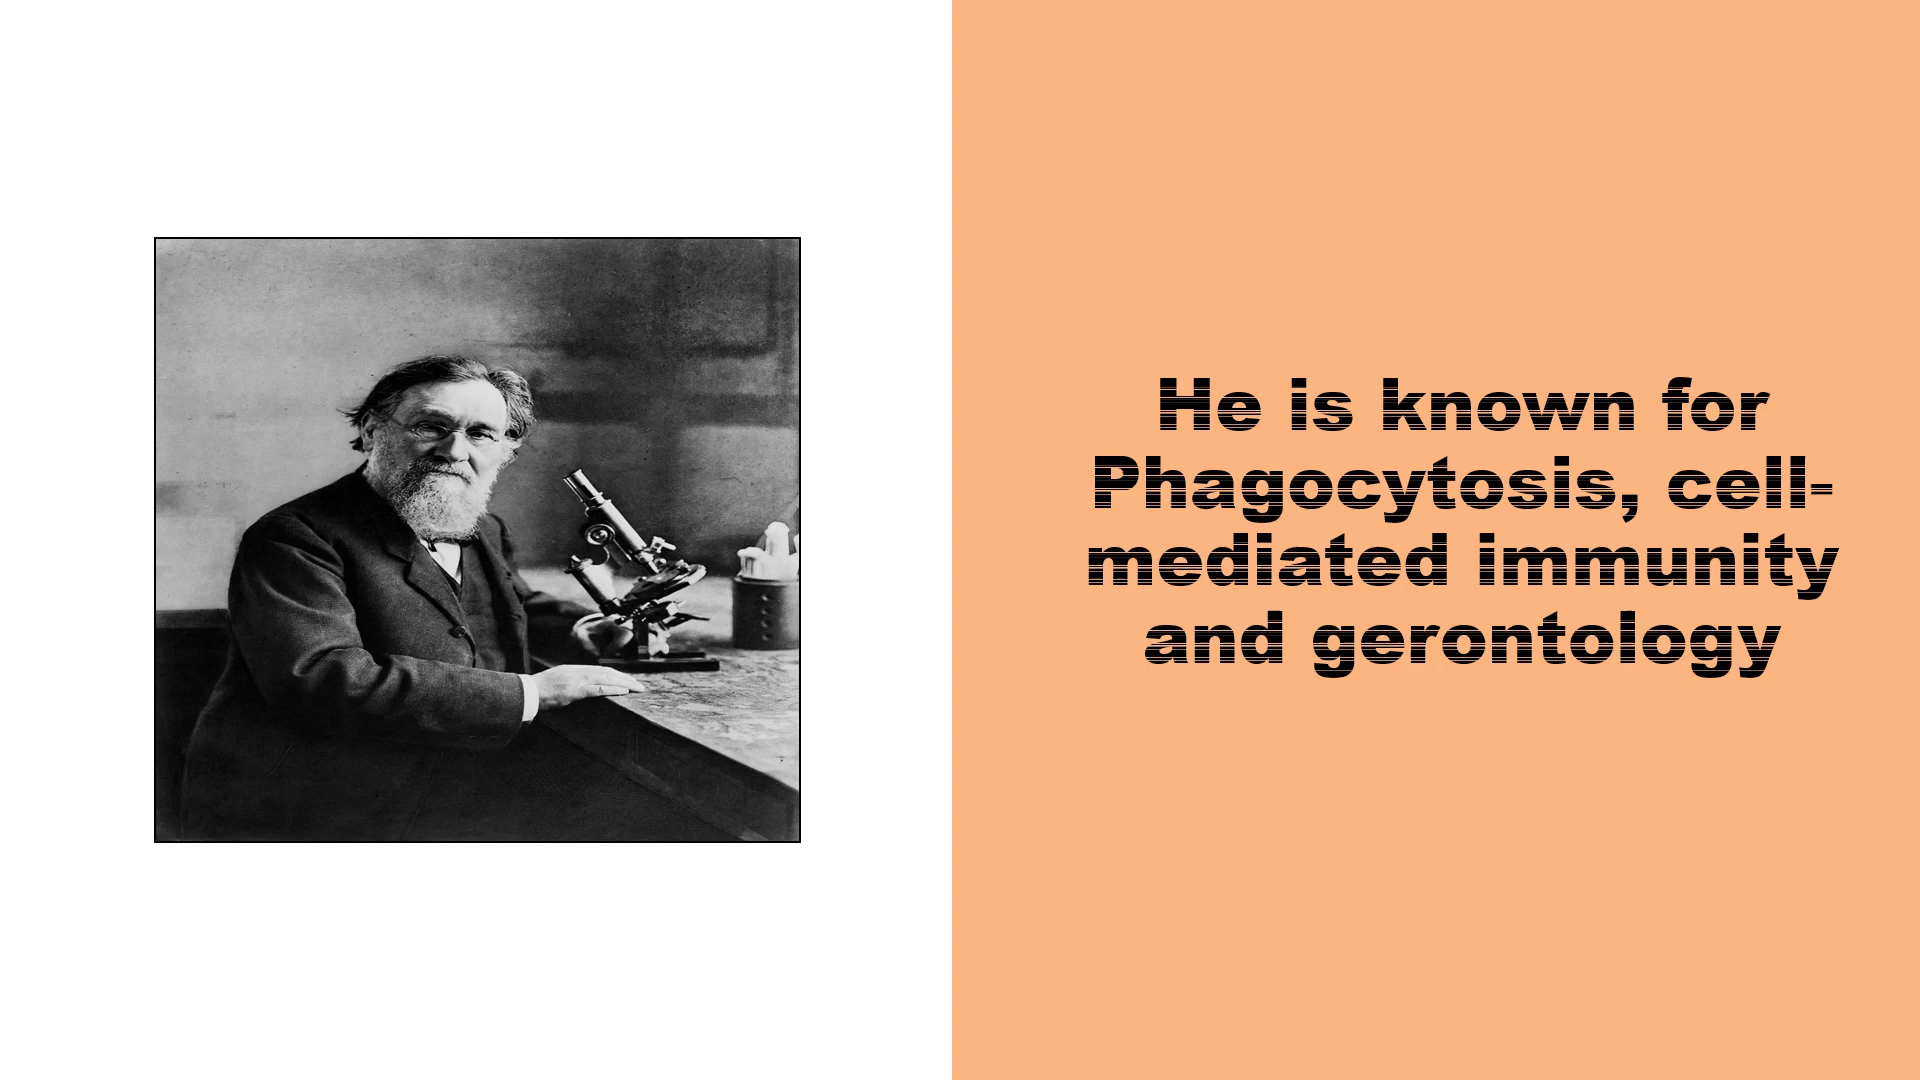 He is known for
Phagocytosis, cell-
mediated immunity
and gerontology